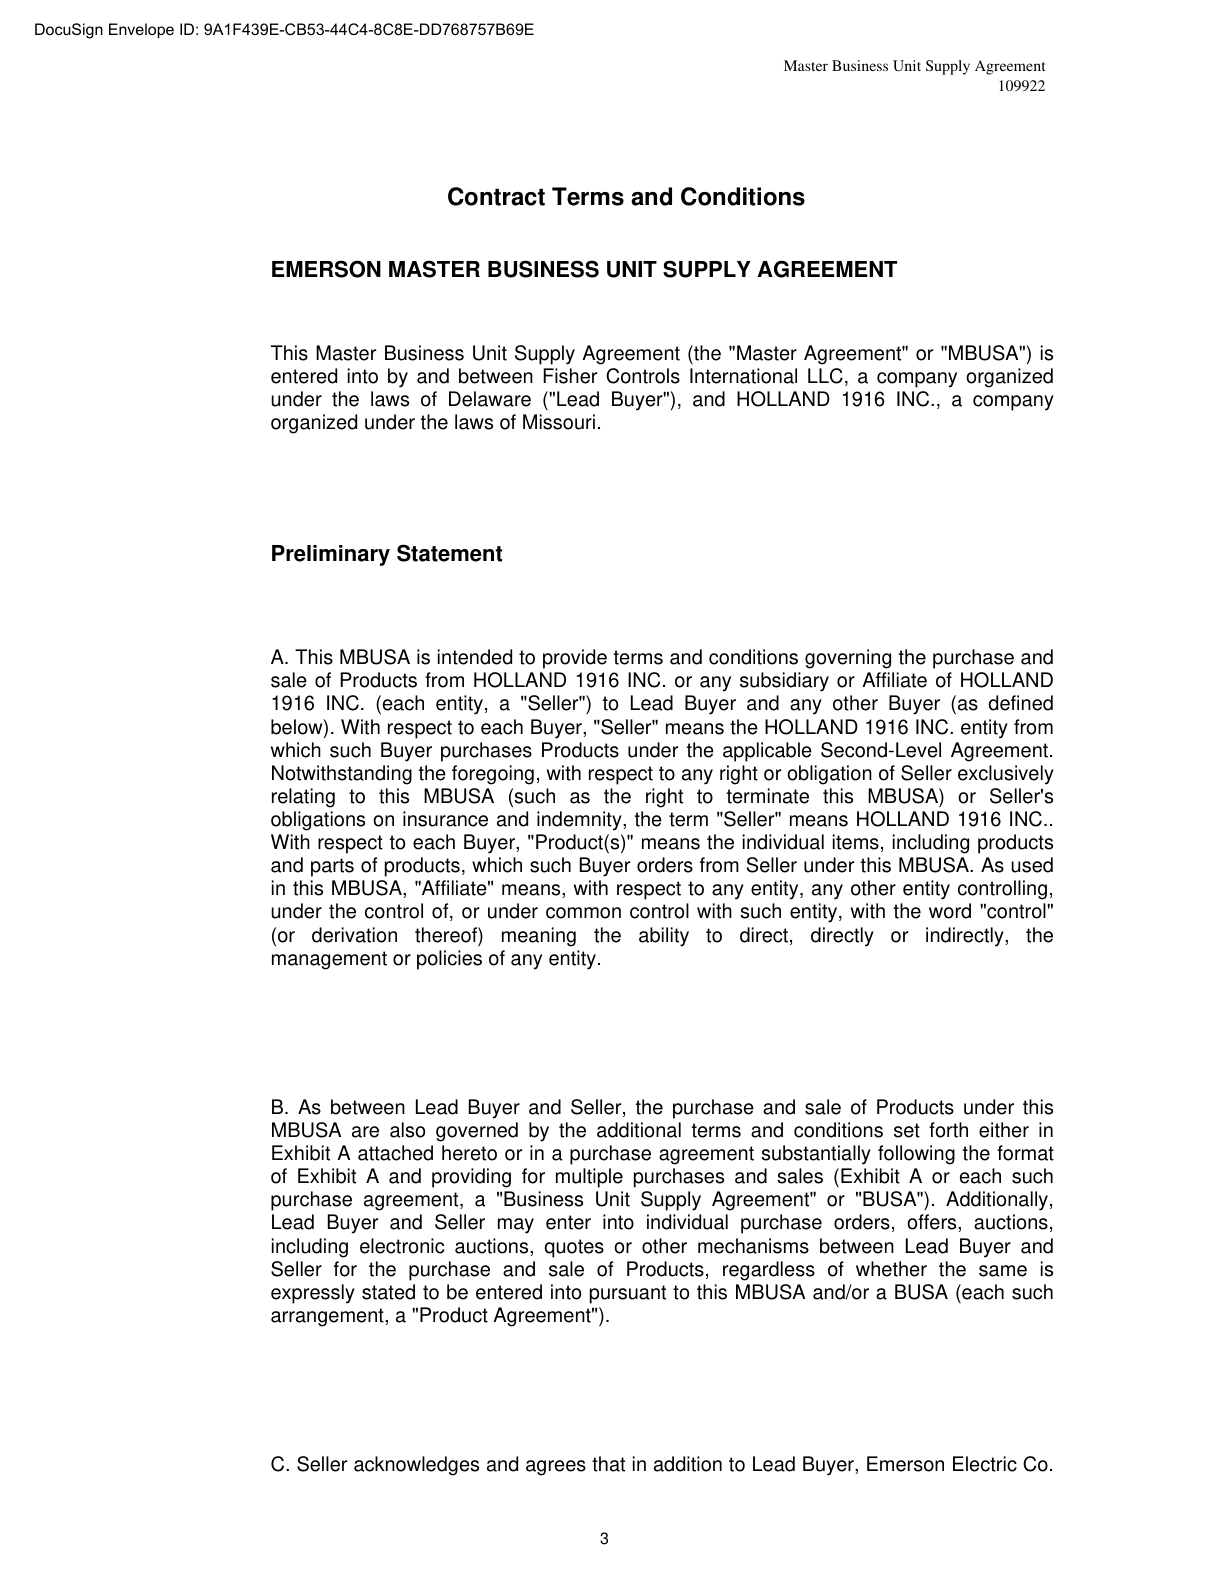 DocuSign Envelope ID: 9A1F439E-CB53-44C4-8C8E-DD768757B69E
Master Business Unit Supply Agreement
109922
Contract Terms and Conditions
EMERSON MASTER BUSINESS UNIT SUPPLY AGREEMENT
This Master Business Unit Supply Agreement (the "Master Agreement" or "MBUSA") is
entered into by and between Fisher Controls International LLC, a company organized
under the laws of Delaware ("Lead Buyer"), and HOLLAND 1916 INC., a company
organized under the laws of Missouri.
Preliminary Statement
A. This MBUSA is intended to provide terms and conditions governing the purchase and
sale of Products from HOLLAND 1916 INC. or any subsidiary or Affiliate of HOLLAND
1916 INC. (each entity, a "Seller") to Lead Buyer and any other Buyer (as defined
below). With respect to each Buyer, "Seller" means the HOLLAND 1916 INC. entity from
which such Buyer purchases Products under the applicable Second-Level Agreement.
Notwithstanding the foregoing, with respect to any right or obligation of Seller exclusively
relating to this MBUSA (such as the right to terminate this MBUSA) or Seller's
obligations on insurance and indemnity, the term "Seller" means HOLLAND 1916 INC..
With respect to each Buyer, "Product(s)" means the individual items, including products
and parts of products, which such Buyer orders from Seller under this MBUSA. As used
in this MBUSA, "Affiliate" means, with respect to any entity, any other entity controlling,
under the control of, or under common control with such entity, with the word "control"
(or derivation thereof) meaning the ability to direct, directly or indirectly, the
management or policies of any entity.
B. As between Lead Buyer and Seller, the purchase and sale of Products under this
MBUSA are also governed by the additional terms and conditions set forth either in
Exhibit A attached hereto or in a purchase agreement substantially following the format
of Exhibit A and providing for multiple purchases and sales (Exhibit A or each such
purchase agreement, a "Business Unit Supply Agreement" or "BUSA"). Additionally,
Lead Buyer and Seller may enter into individual purchase orders, offers, auctions,
including electronic auctions, quotes or other mechanisms between Lead Buyer and
Seller for the purchase and sale of Products, regardless of whether the same is
expressly stated to be entered into pursuant to this MBUSA and/or a BUSA (each such
arrangement, a "Product Agreement").
C. Seller acknowledges and agrees that in addition to Lead Buyer, Emerson Electric Co.
3